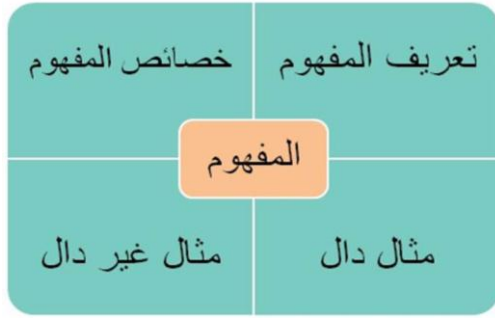 تعريف المفهوم
خصائص المفهوم
المفهوم
مثال دال
مثال غير دال